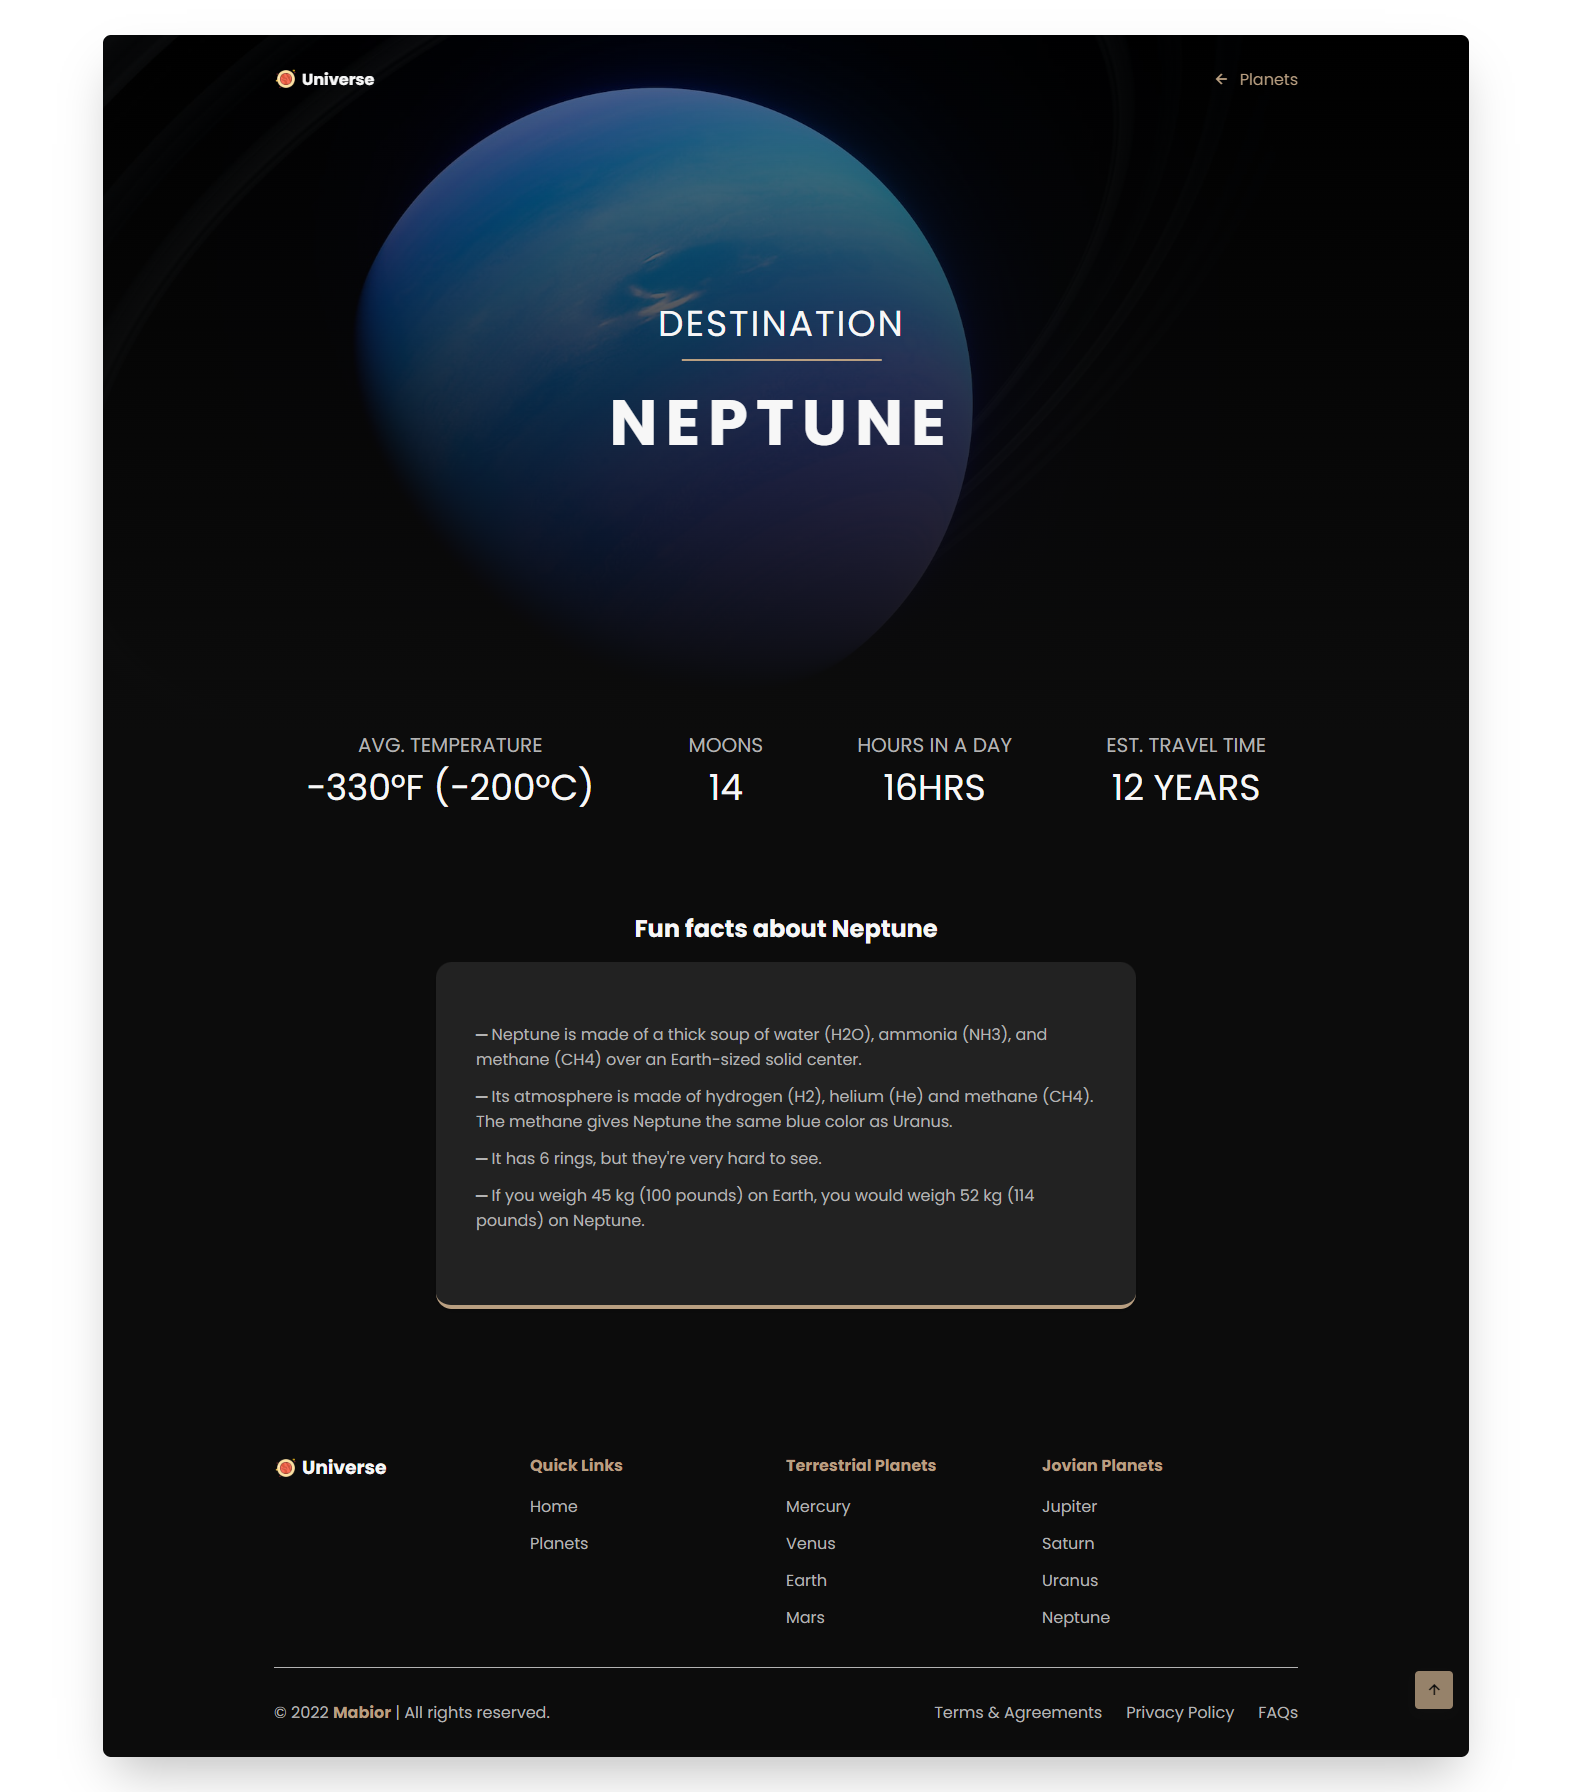 Universe
← Planets
DESTINATION
NEPTUNE
AVG. TEMPERATURE
-330°F (-200°C)
MOONS
14
HOURS IN A DAY
16HRS
EST. TRAVEL TIME
12 YEARS
Fun facts about Neptune
— Neptune is made of a thick soup of water (H2O), ammonia (NH3), and
methane (CH4) over an Earth-sized solid center.
— Its atmosphere is made of hydrogen (H2), helium (He) and methane (CH4).
The methane gives Neptune the same blue color as Uranus.
— It has 6 rings, but they're very hard to see.
— If you weigh 45 kg (100 pounds) on Earth, you would weigh 52 kg (114
pounds) on Neptune.
Universe
Quick Links
Home
Planets
Terrestrial Planets
Mercury
Venus
Earth
Mars
Jovian Planets
Jupiter
Saturn
Uranus
Neptune
© 2022 Mabior | All rights reserved.
Terms & Agreements
Privacy Policy
FAQs